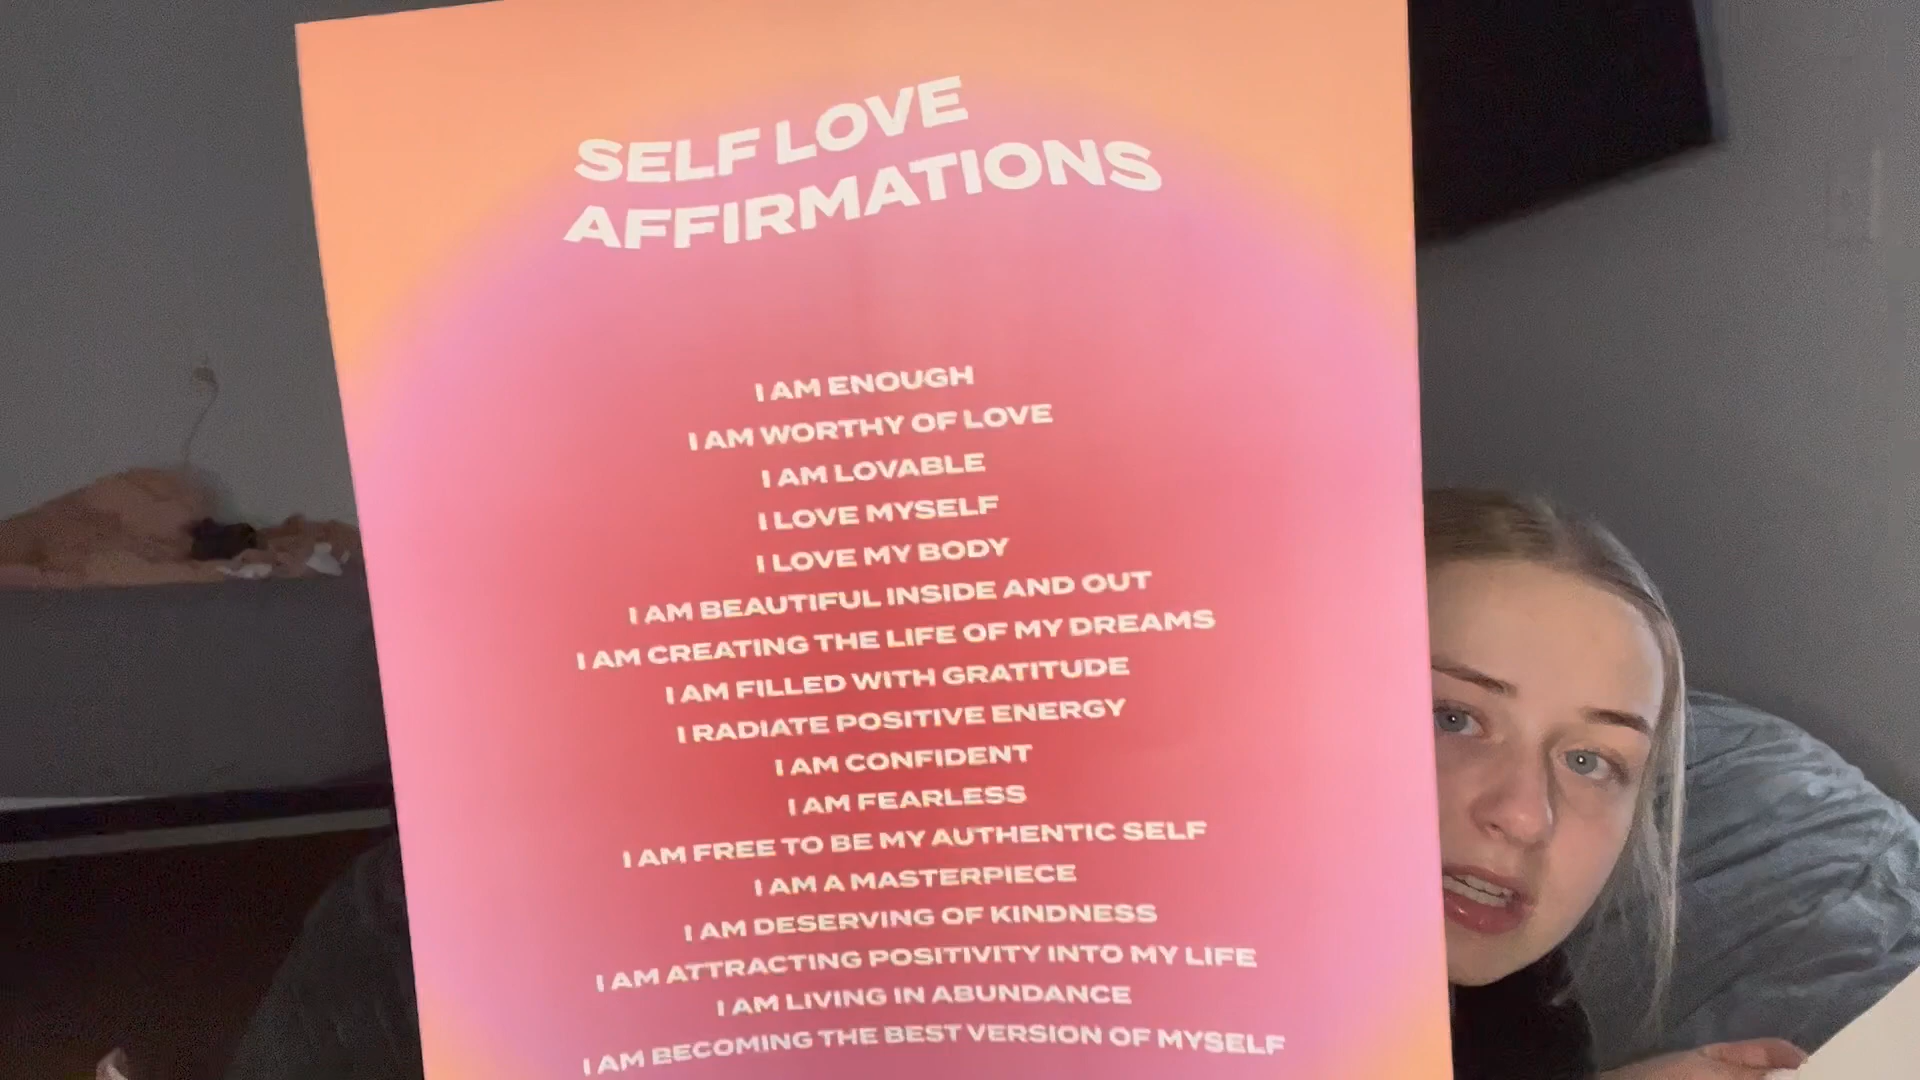 SELF LOVE
AFFIRMATIONS
I AM ENOUGH
I AM WORTHY OF LOVE
I AM LOVABLE
I LOVE MYSELF
I LOVE MY BODY
I AM BEAUTIFUL INSIDE AND OUT
I AM CREATING THE LIFE OF MY DREAMS
I AM FILLED WITH GRATITUDE
I RADIATE POSITIVE ENERGY
I AM CONFIDENT
I AM FEARLESS
I AM FREE TO BE MY AUTHENTIC SELF
I AM A MASTERPIECE
I AM DESERVING OF KINDNESS
I AM ATTRACTING POSITIVITY INTO MY LIFE
I AM LIVING IN ABUNDANCE
I AM BECOMING THE BEST VERSION OF MYSELF